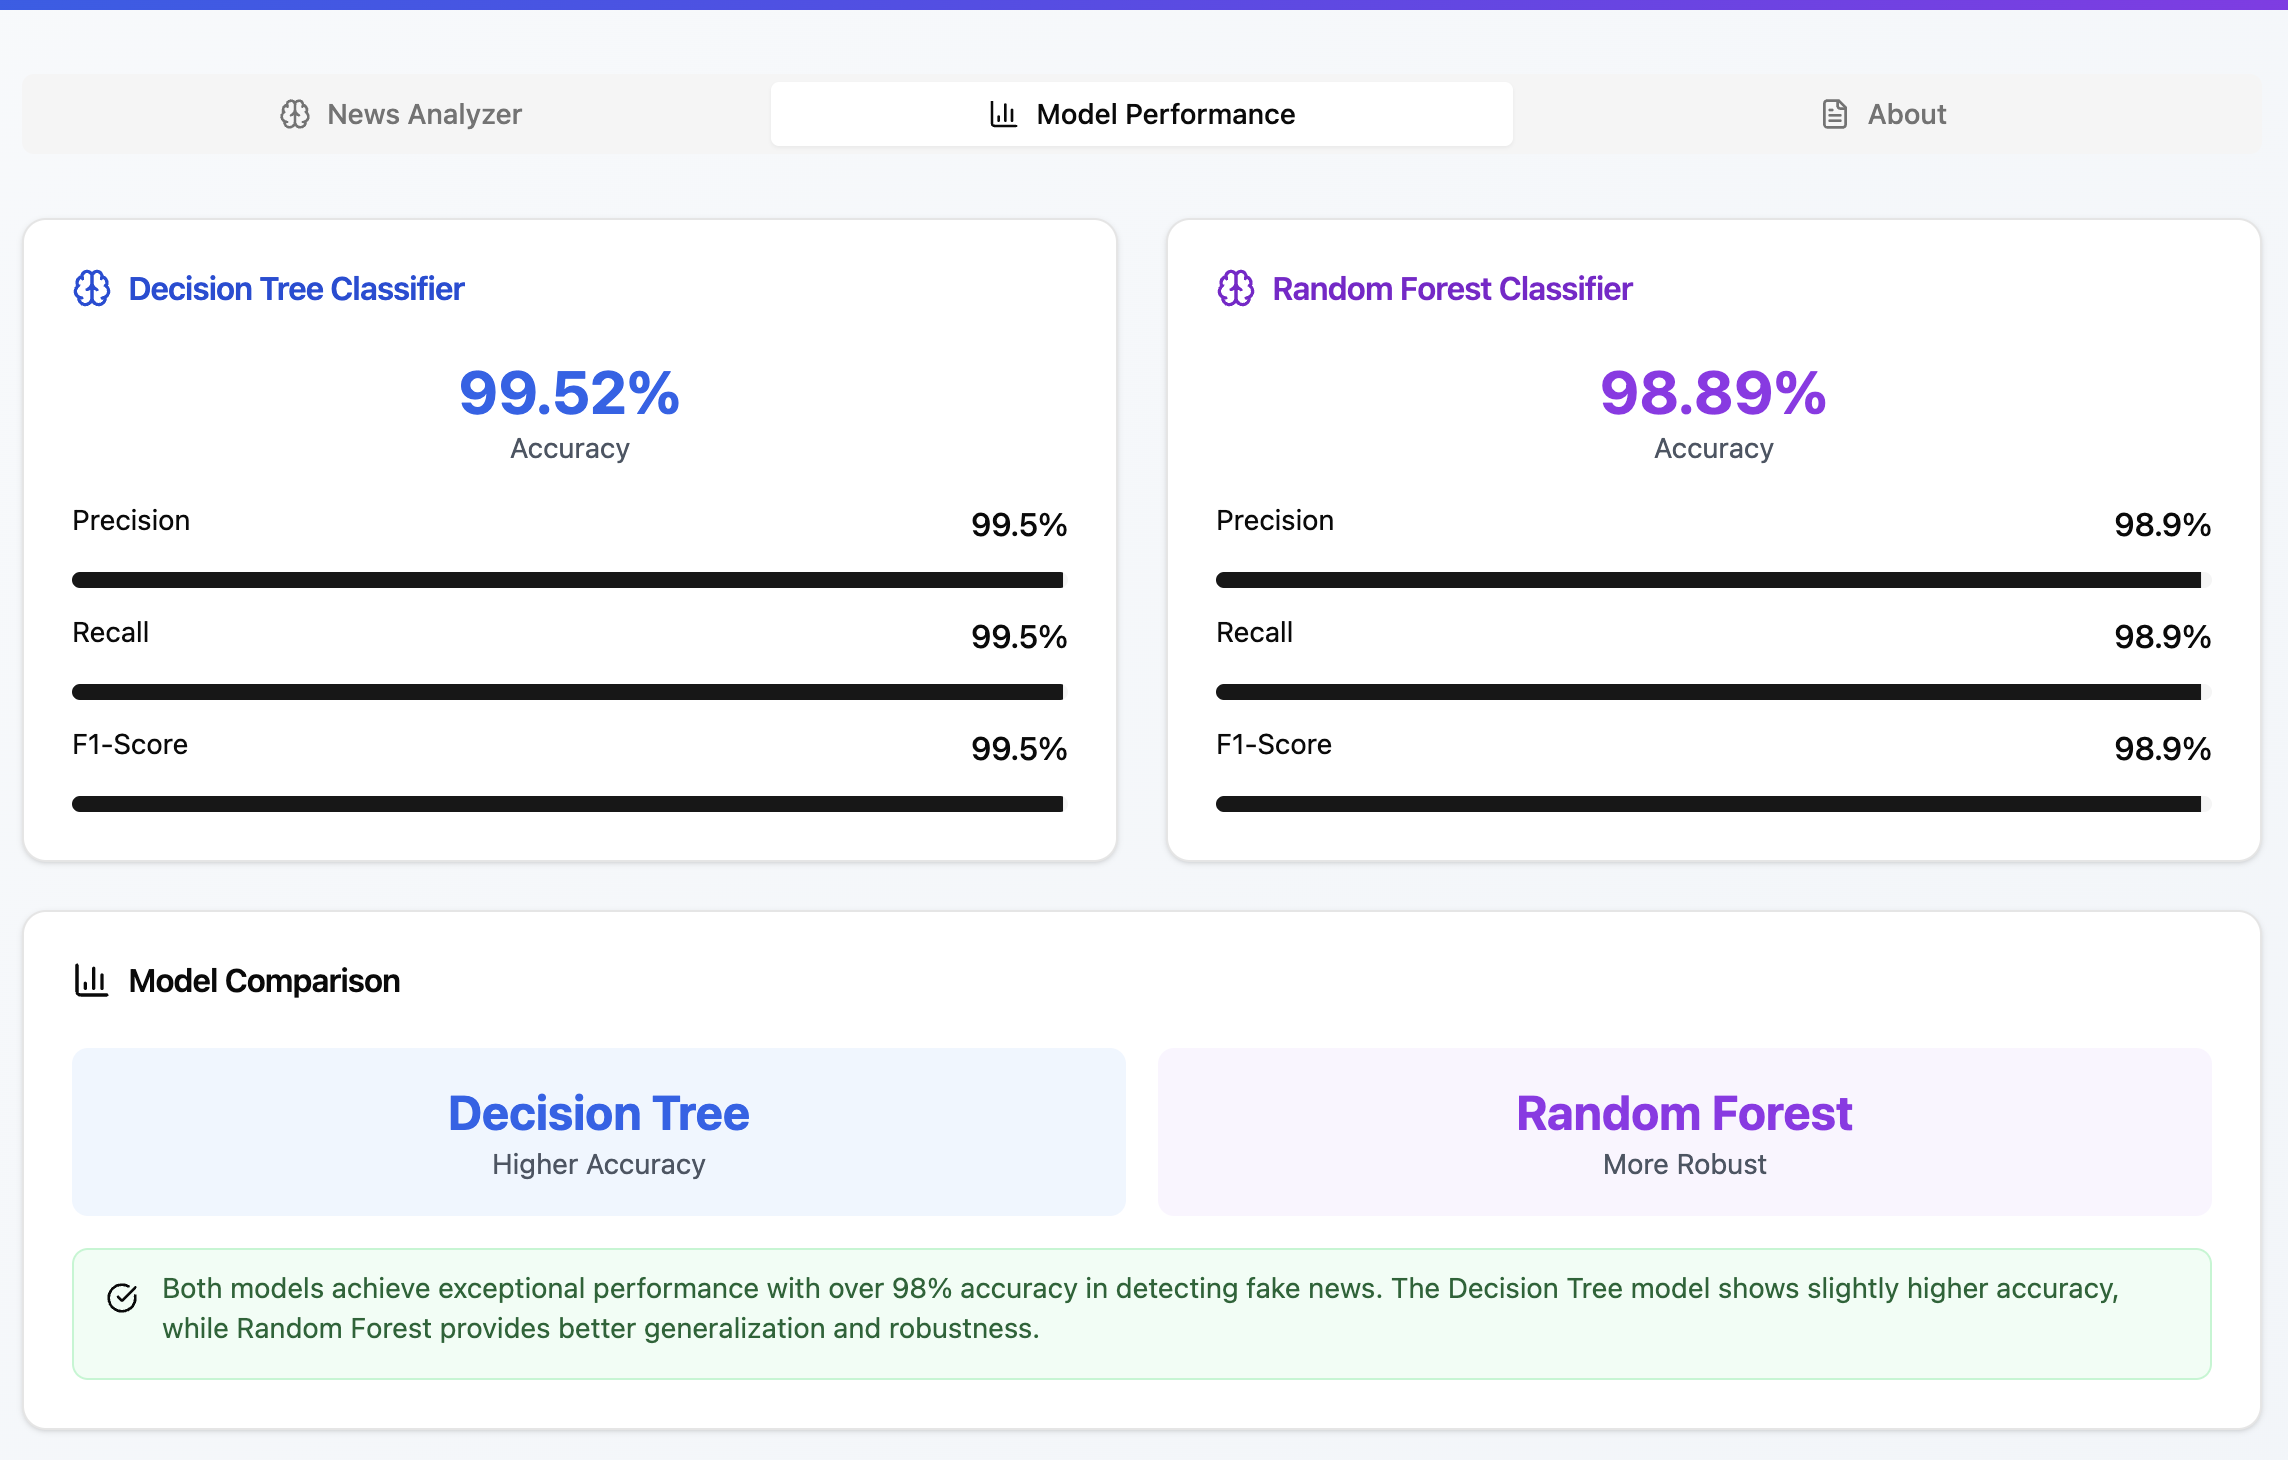 News Analyzer
Model Performance
About
Decision Tree Classifier
99.52%
Accuracy
Precision
99.5%
Recall
99.5%
F1-Score
99.5%
Random Forest Classifier
98.89%
Accuracy
Precision
98.9%
Recall
98.9%
F1-Score
98.9%
Model Comparison
Decision Tree
Higher Accuracy
Random Forest
More Robust
Both models achieve exceptional performance with over 98% accuracy in detecting fake news. The Decision Tree model shows slightly higher accuracy,
while Random Forest provides better generalization and robustness.